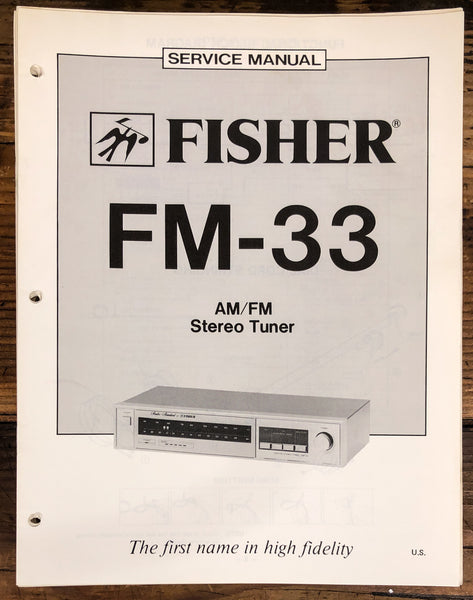 SERVICE MANUAL
FISHER®
FM-33
AM/FM
Stereo Tuner
The first name in high fidelity
U.S.